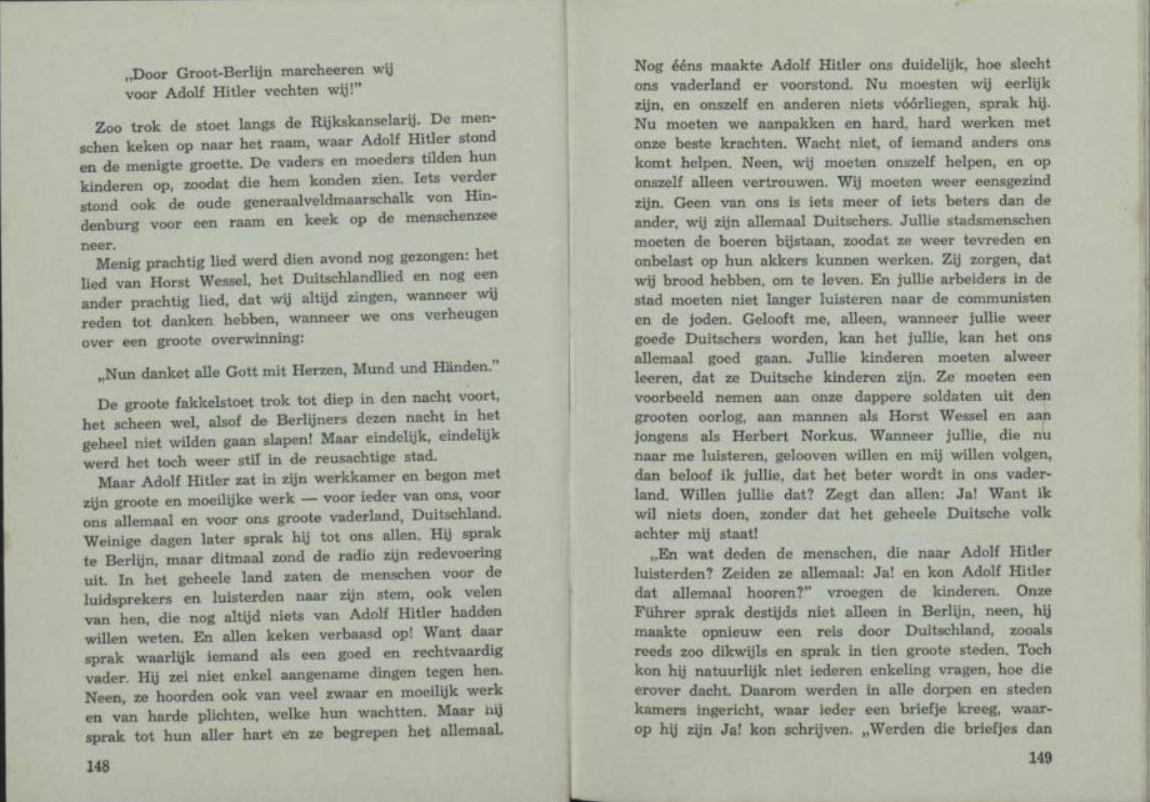 „Door Groot-Berlijn marcheeren wij
voor Adolf Hitler vechten wij!"
Zoo trok de stoet langs de Rijkskanselarij. De men-
schen keken op naar het raam, waar Adolf Hitler stond
en de menigte groette. De vaders en moeders tilden hun
kinderen op, zoodat die hem konden zien. Iets verder
stond ook de oude generaalveldmaarschalk von Hin-
denburg voor een raam en keek op de menschenzee
neer.
Menig prachtig lied werd dien avond nog gezongen: het
lied van Horst Wessel, het Duitschlandlied en nog een
ander prachtig lied, dat wij altijd zingen, wanneer wij
reden tot danken hebben, wanneer we ons verheugen
over een groote overwinning:
„Nun danket alle Gott mit Herzen, Mund und Händen."
De groote fakkelstoet trok tot diep in den nacht voort,
het scheen wel, alsof de Berlijners dezen nacht in het
geheel niet wilden gaan slapen! Maar eindelijk, eindelijk
werd het toch weer stil in de reusachtige stad.
Maar Adolf Hitler zat in zijn werkkamer en begon met
zijn groote en moeilijke werk — voor ieder van ons, voor
ons allemaal en voor ons groote vaderland, Duitschland.
Weinige dagen later sprak hij tot ons allen. Hij sprak
te Berlijn, maar ditmaal zond de radio zijn redevoering
uit. In het geheele land zaten de menschen voor de
luidsprekers en luisterden naar zijn stem, ook velen
van hen, die nog altijd niets van Adolf Hitler hadden
willen weten. En allen keken verbaasd op! Want daar
sprak waarlijk iemand als een goed en rechtvaardig
vader. Hij zei niet enkel aangename dingen tegen hen.
Neen, ze hoorden ook van veel zwaar en moeilijk werk
en van harde plichten, welke hun wachtten. Maar hij
sprak tot hun aller hart en ze begrepen het allemaal.
148
Nog ééns maakte Adolf Hitler ons duidelijk, hoe slecht
ons vaderland er voorstond. Nu moesten wij eerlijk
zijn, en onszelf en anderen niets vóórliegen, sprak hij.
Nu moeten we aanpakken en hard, hard werken met
onze beste krachten. Wacht niet, of iemand anders ons
komt helpen. Neen, wij moeten onszelf helpen, en op
onszelf alleen vertrouwen. Wij moeten weer eensgezind
zijn. Geen van ons is iets meer of iets beters dan de
ander, wij zijn allemaal Duitschers. Jullie stadsmenschen
moeten de boeren bijstaan, zoodat ze weer tevreden en
onbelast op hun akkers kunnen werken. Zij zorgen, dat
wij brood hebben, om te leven. En jullie arbeiders in de
stad moeten niet langer luisteren naar de communisten
en de joden. Gelooft me, alleen, wanneer jullie weer
goede Duitschers worden, kan het jullie, kan het ons
allemaal goed gaan. Jullie kinderen moeten alweer
leeren, dat ze Duitsche kinderen zijn. Ze moeten een
voorbeeld nemen aan onze dappere soldaten uit den
grooten oorlog, aan mannen als Horst Wessel en aan
jongens als Herbert Norkus. Wanneer jullie, die nu
naar me luisteren, gelooven willen en mij willen volgen,
dan beloof ik jullie, dat het beter wordt in ons vader-
land. Willen jullie dat? Zegt dan allen: Ja! Want ik
wil niets doen, zonder dat het geheele Duitsche volk
achter mij staat!
„En wat deden de menschen, die naar Adolf Hitler
luisterden? Zeiden ze allemaal: Ja! en kon Adolf Hitler
dat allemaal hooren?" vroegen de kinderen. Onze
Führer sprak destijds niet alleen in Berlijn, neen, hij
maakte opnieuw een reis door Duitschland, zooals
reeds zoo dikwijls en sprak in tien groote steden. Toch
kon hij natuurlijk niet iederen enkeling vragen, hoe die
erover dacht. Daarom werden in alle dorpen en steden
kamers ingericht, waar ieder een briefje kreeg, waar-
op hij zijn Ja! kon schrijven. „Werden die briefjes dan
149